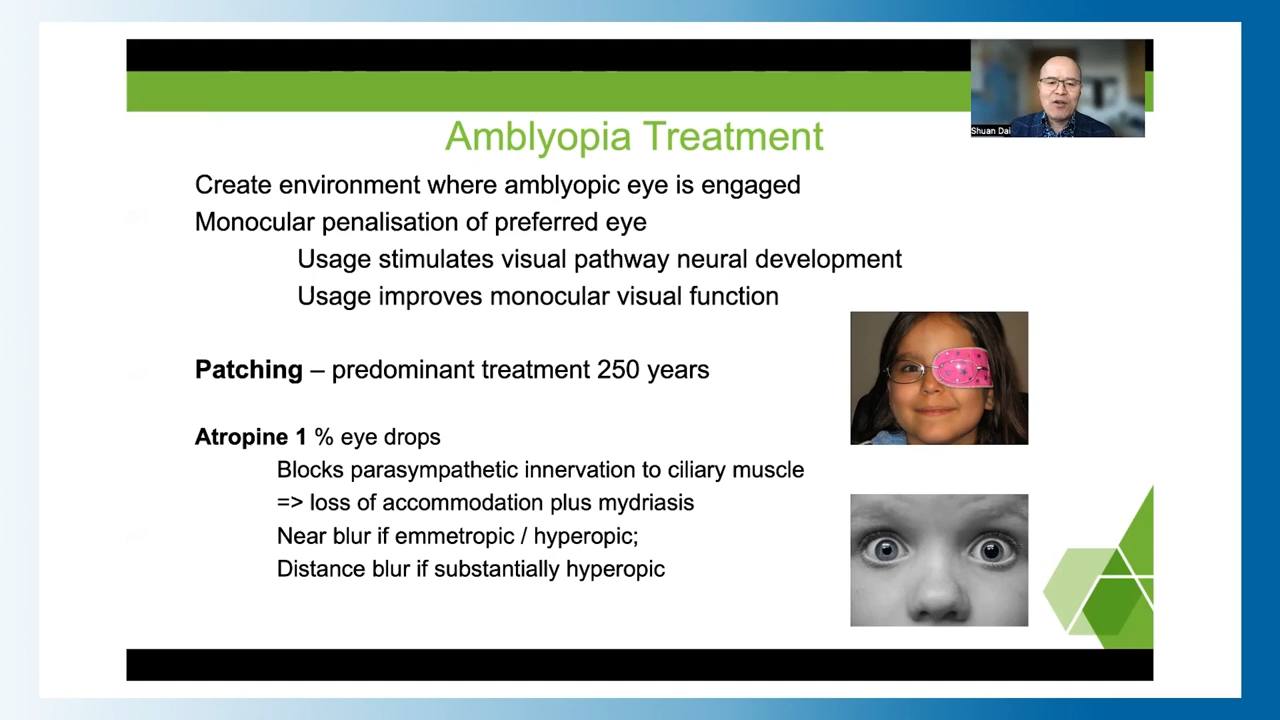 Shuan Dai
Amblyopia Treatment
Create environment where amblyopic eye is engaged
Monocular penalisation of preferred eye
Usage stimulates visual pathway neural development
Usage improves monocular visual function
Patching – predominant treatment 250 years
Atropine 1 % eye drops
Blocks parasympathetic innervation to ciliary muscle
=> loss of accommodation plus mydriasis
Near blur if emmetropic / hyperopic;
Distance blur if substantially hyperopic